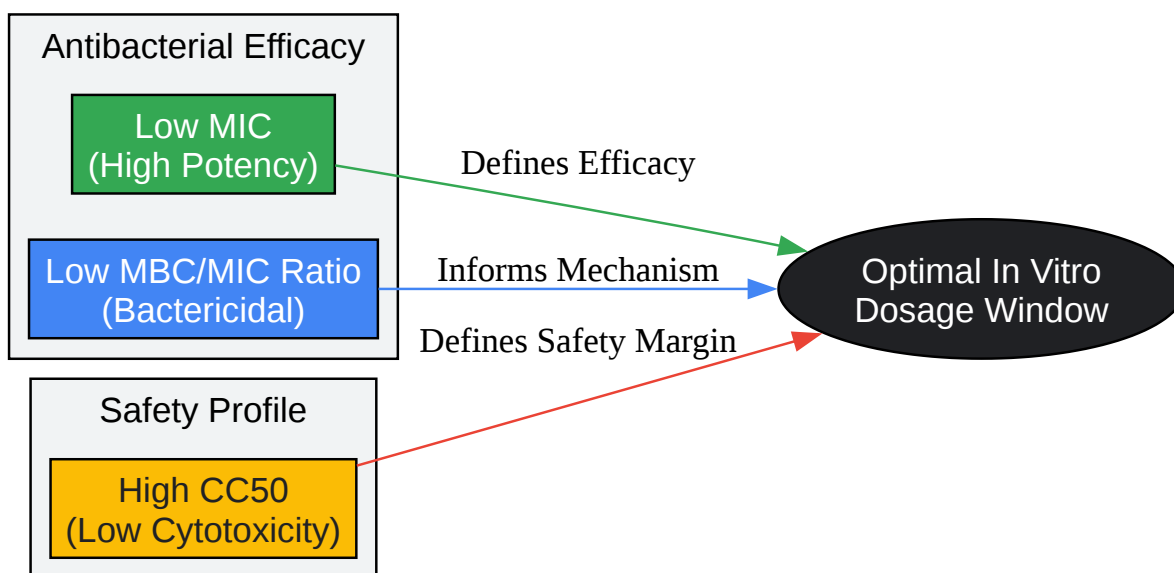 Antibacterial Efficacy
Low MIC
(High Potency)
Defines Efficacy
Low MBC/MIC Ratio
(Bactericidal)
Informs Mechanism
Optimal In Vitro
Dosage Window
Defines Safety Margin
Safety Profile
High CC50
(Low Cytotoxicity)